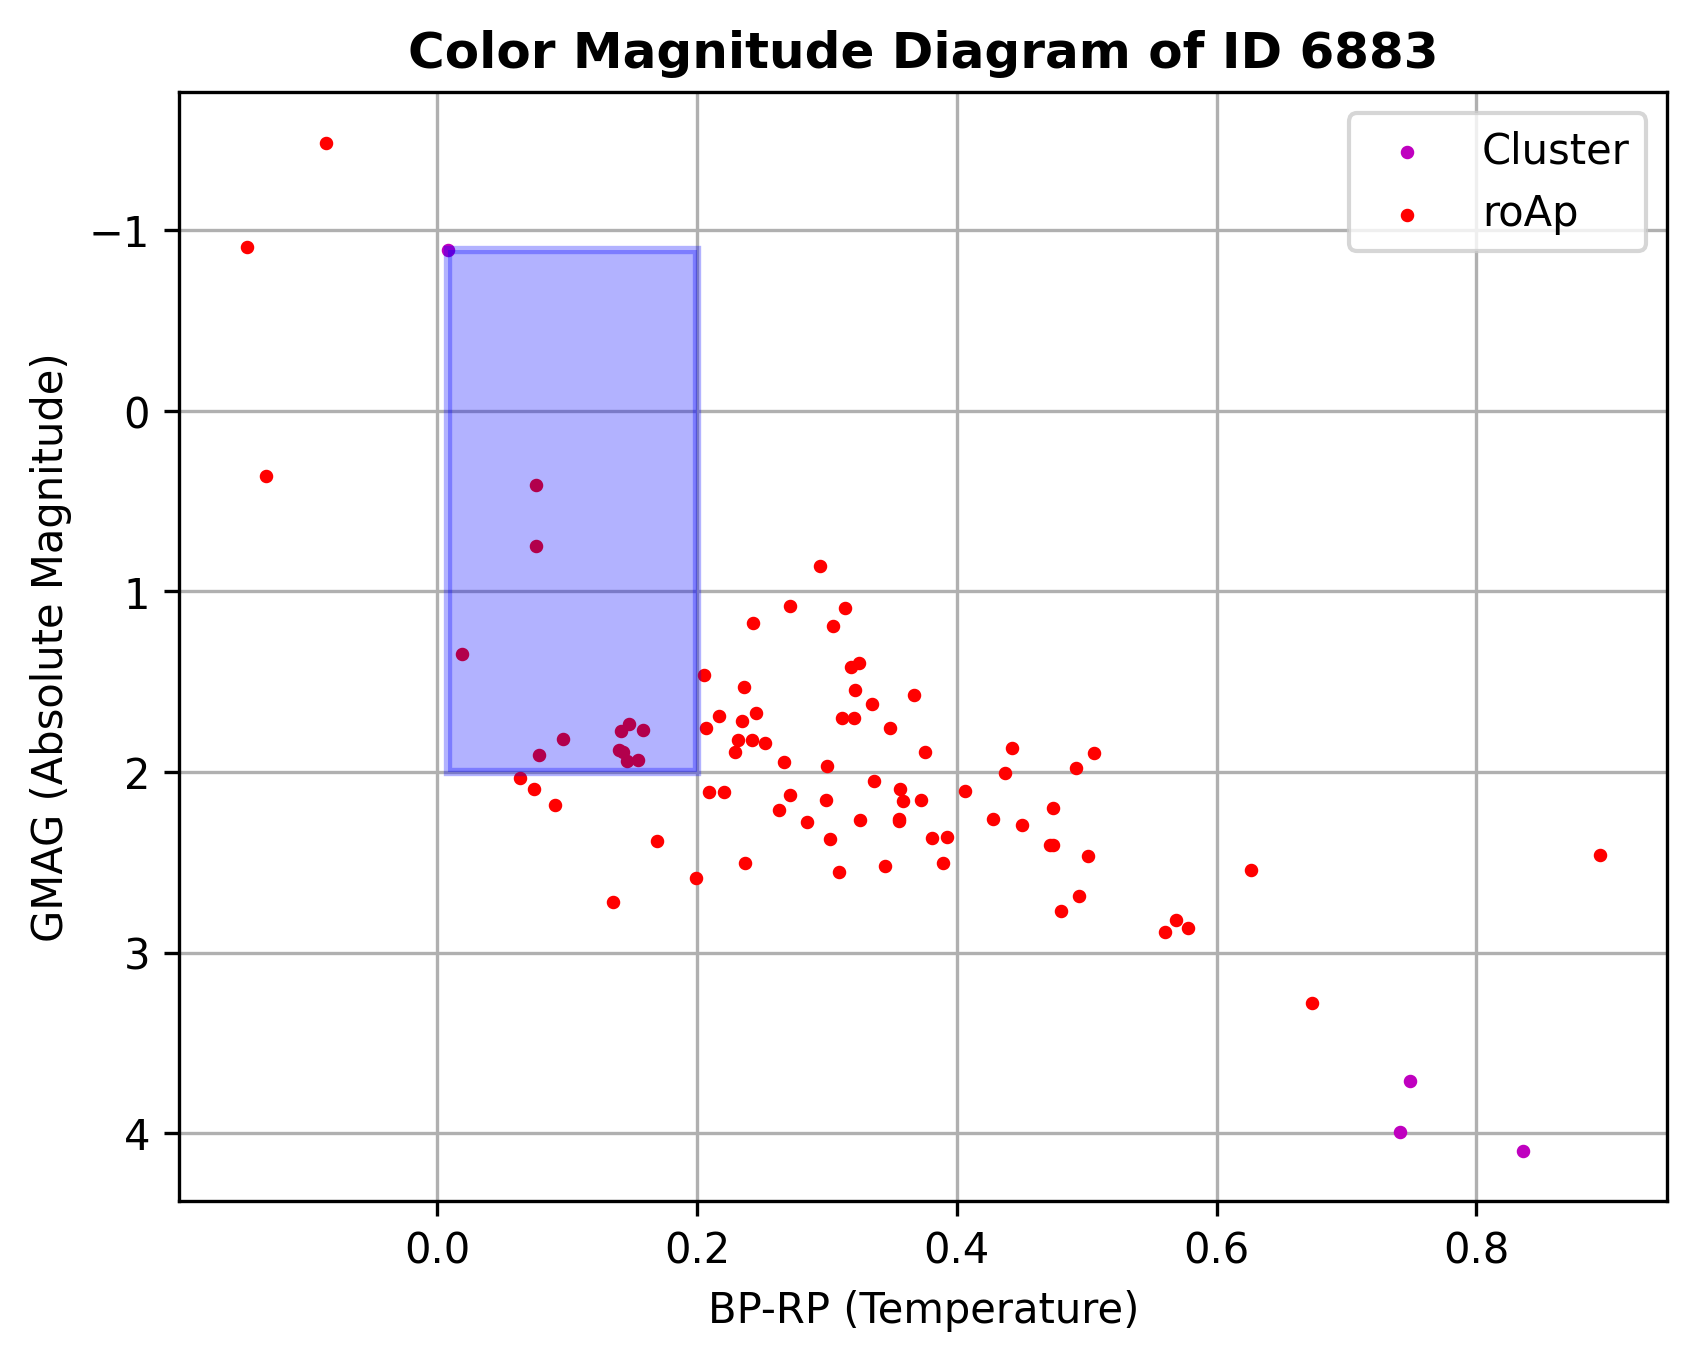 Color Magnitude Diagram of ID 6883
Cluster
roAp
GMAG (Absolute Magnitude)
−1
0
1
2
3
4
0.0 0.2 0.4 0.6 0.8
BP-RP (Temperature)